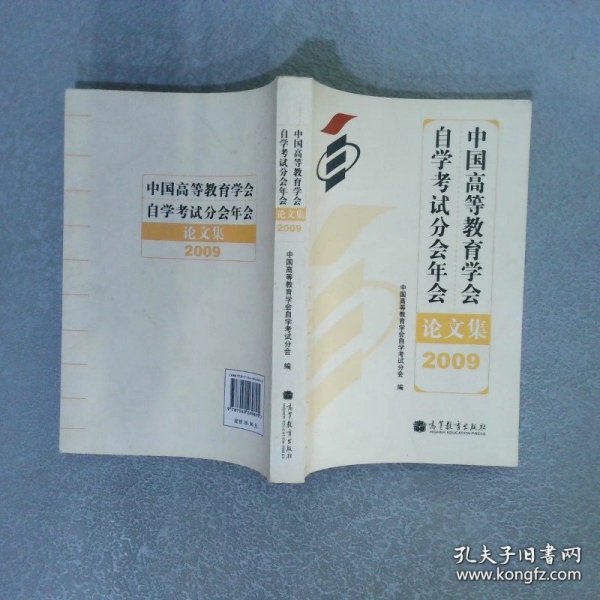 中国高等教育学会
自学考试分会年会
论文集
2009
中国高等教育学会
自学考试分会年会
论文集
2009
中国高等教育学会自学考试分会 编
高等教育出版社
HIGHER EDUCATION PRESS
中国高等教育学会
自学考试分会年会
论文集
2009
中国高等教育学会自学考试分会 编
高等教育出版社
HIGHER EDUCATION PRESS
孔夫子旧书网
www.kongfz.com